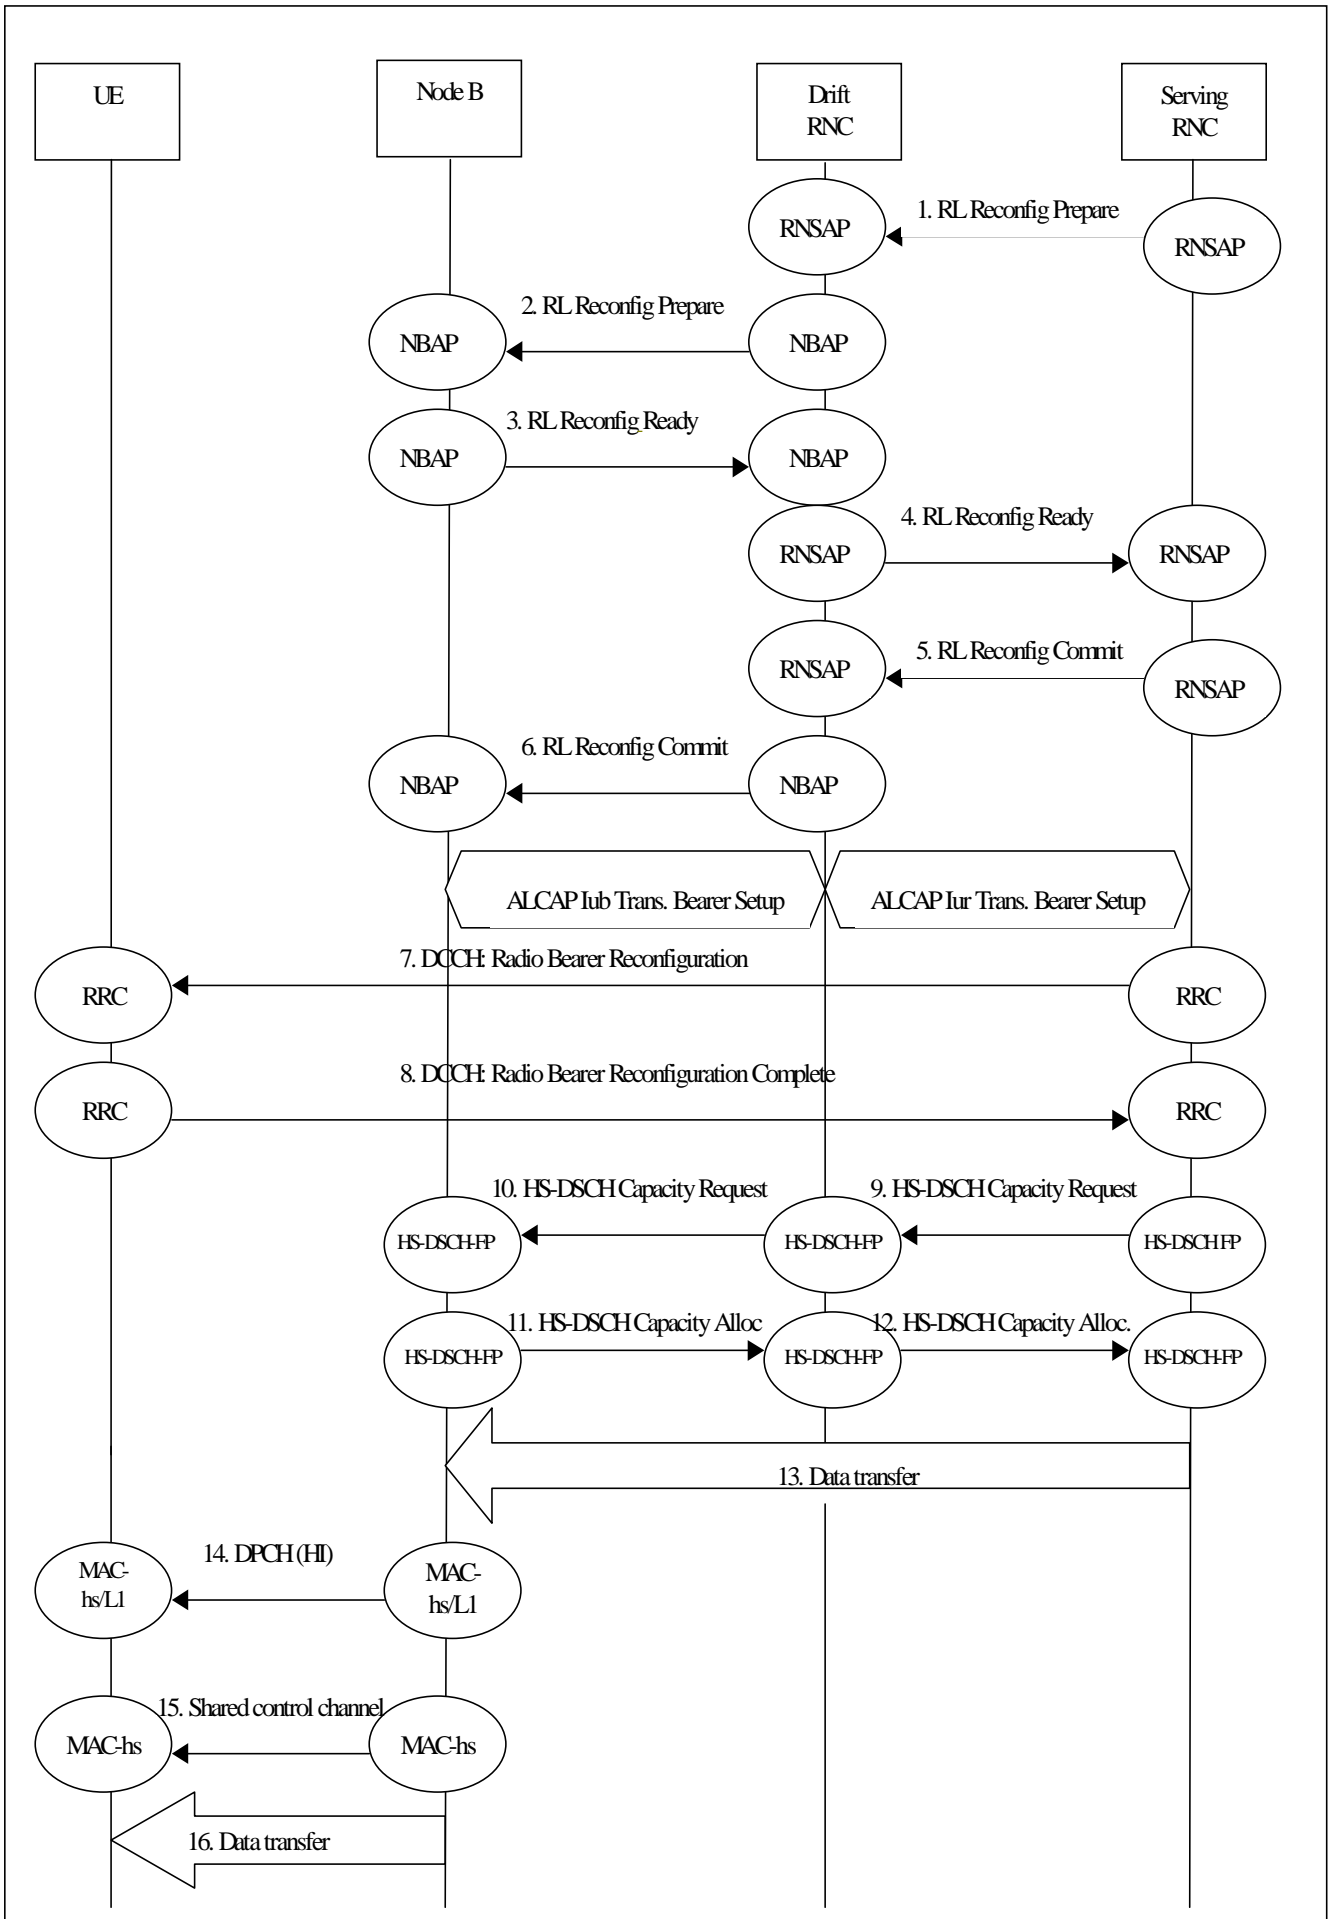 UE
Node B
Drift
RNC
Serving
RNC
1. RL Reconfig Prepare
RNSAP
RNSAP
2. RL Reconfig Prepare
NBAP
NBAP
3. RL Reconfig Ready
NBAP
NBAP
4. RL Reconfig Ready
RNSAP
RNSAP
5. RL Reconfig Commit
RNSAP
RNSAP
6. RL Reconfig Commit
NBAP
NBAP
ALCAP Iub Trans. Bearer Setup
ALCAP Iur Trans. Bearer Setup
7. DCCH: Radio Bearer Reconfiguration
RRC
RRC
8. DCCH: Radio Bearer Reconfiguration Complete
RRC
RRC
10. HS-DSCH Capacity Request
9. HS-DSCH Capacity Request
HS-DSCH-FP
HS-DSCH-FP
HS-DSCH FP
11. HS-DSCH Capacity Alloc
12. HS-DSCH Capacity Alloc.
HS-DSCH-FP
HS-DSCH-FP
HS-DSCH-FP
13. Data transfer
14. DPCH (HI)
MAC-
hs/L1
MAC-
hs/L1
15. Shared control channel
MAC-hs
MAC-hs
16. Data transfer